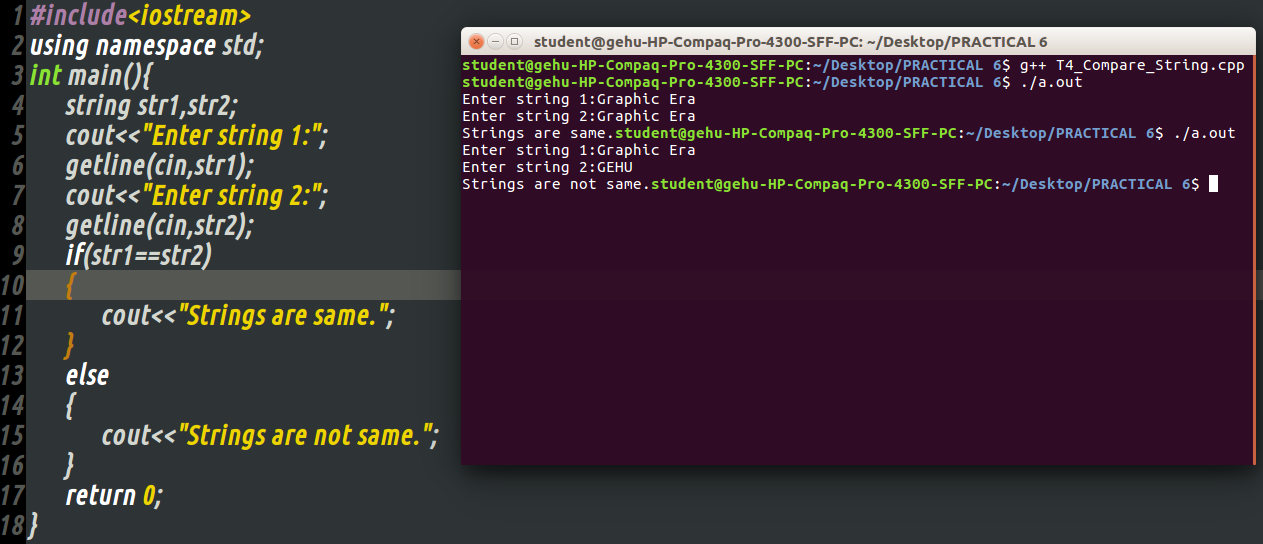 1 #include<iostream>
2 using namespace std;
3 int main(){
4 string str1,str2;
5 cout<<"Enter string 1:";
6 getline(cin,str1);
7 cout<<"Enter string 2:";
8 getline(cin,str2);
9 if(str1==str2)
10 {
11 cout<<"Strings are same.";
12 }
13 else
14 {
15 cout<<"Strings are not same.";
16 }
17 return 0;
18 }
student@gehu-HP-Compaq-Pro-4300-SFF-PC: ~/Desktop/PRACTICAL 6
student@gehu-HP-Compaq-Pro-4300-SFF-PC:~/Desktop/PRACTICAL 6$ g++ T4_Compare_String.cpp
student@gehu-HP-Compaq-Pro-4300-SFF-PC:~/Desktop/PRACTICAL 6$ ./a.out
Enter string 1:Graphic Era
Enter string 2:Graphic Era
Strings are same.student@gehu-HP-Compaq-Pro-4300-SFF-PC:~/Desktop/PRACTICAL 6$ ./a.out
Enter string 1:Graphic Era
Enter string 2:GEHU
Strings are not same.student@gehu-HP-Compaq-Pro-4300-SFF-PC:~/Desktop/PRACTICAL 6$